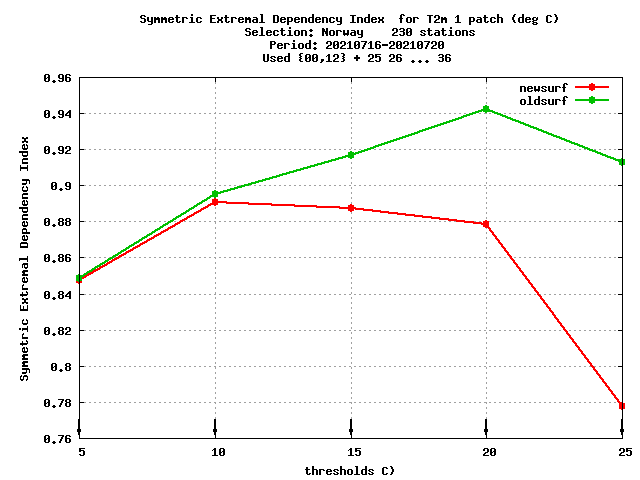 Symmetric Extremal Dependency Index  for T2m 1 patch (deg C)
Selection: Norway    230 stations
Period: 20210716-20210720
Used {00,12} + 25 26 ... 36
newsurf
oldsurf
Symmetric Extremal Dependency Index
0.96
0.94
0.92
0.9
0.88
0.86
0.84
0.82
0.8
0.78
0.76
5 10 15 20 25
thresholds C)